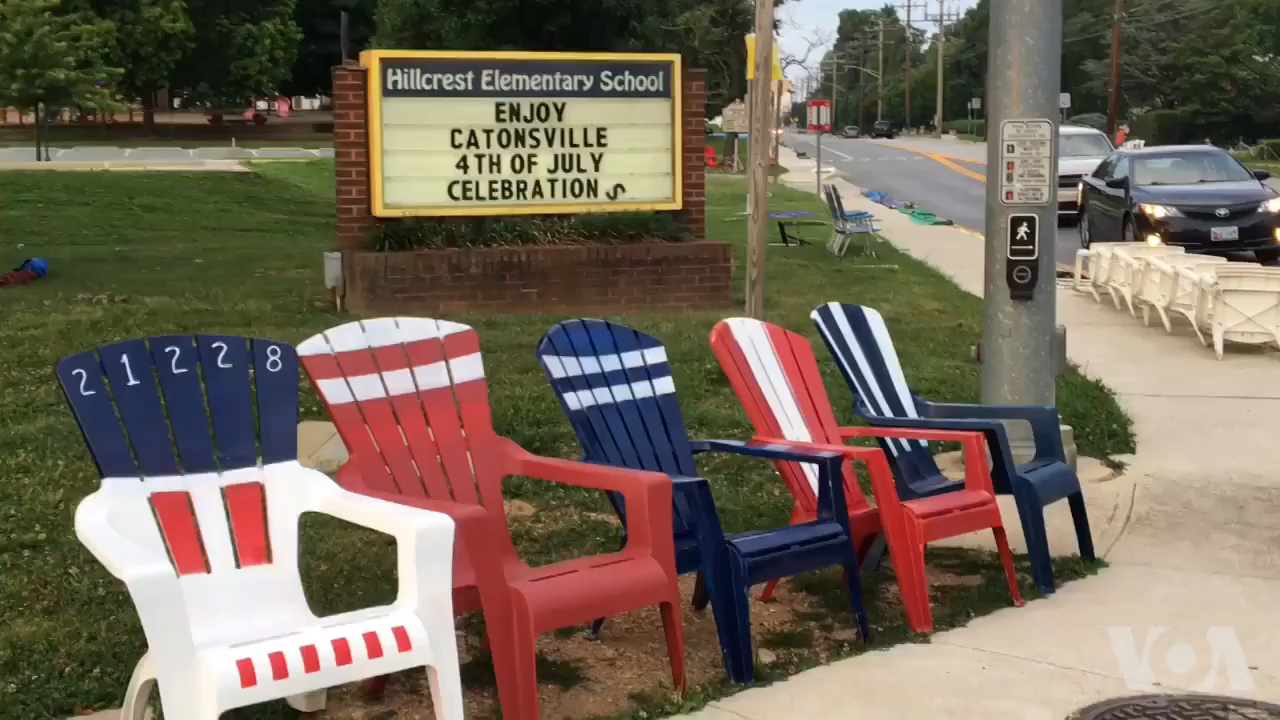 Hillcrest Elementary School
ENJOY
CATONSVILLE
4TH OF JULY
CELEBRATION
21228
VOA